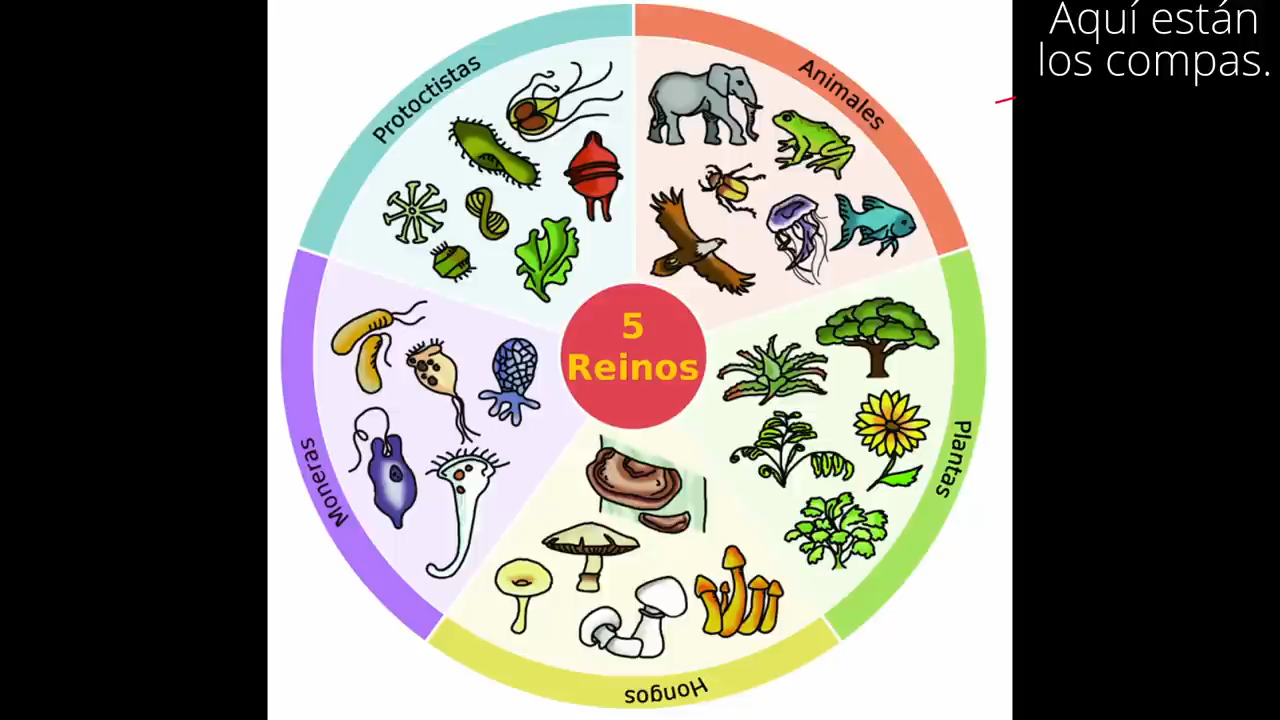 Aquí están
los compas.
Protoctistas
Animales
5
Reinos
Moneras
Plantas
Hongos